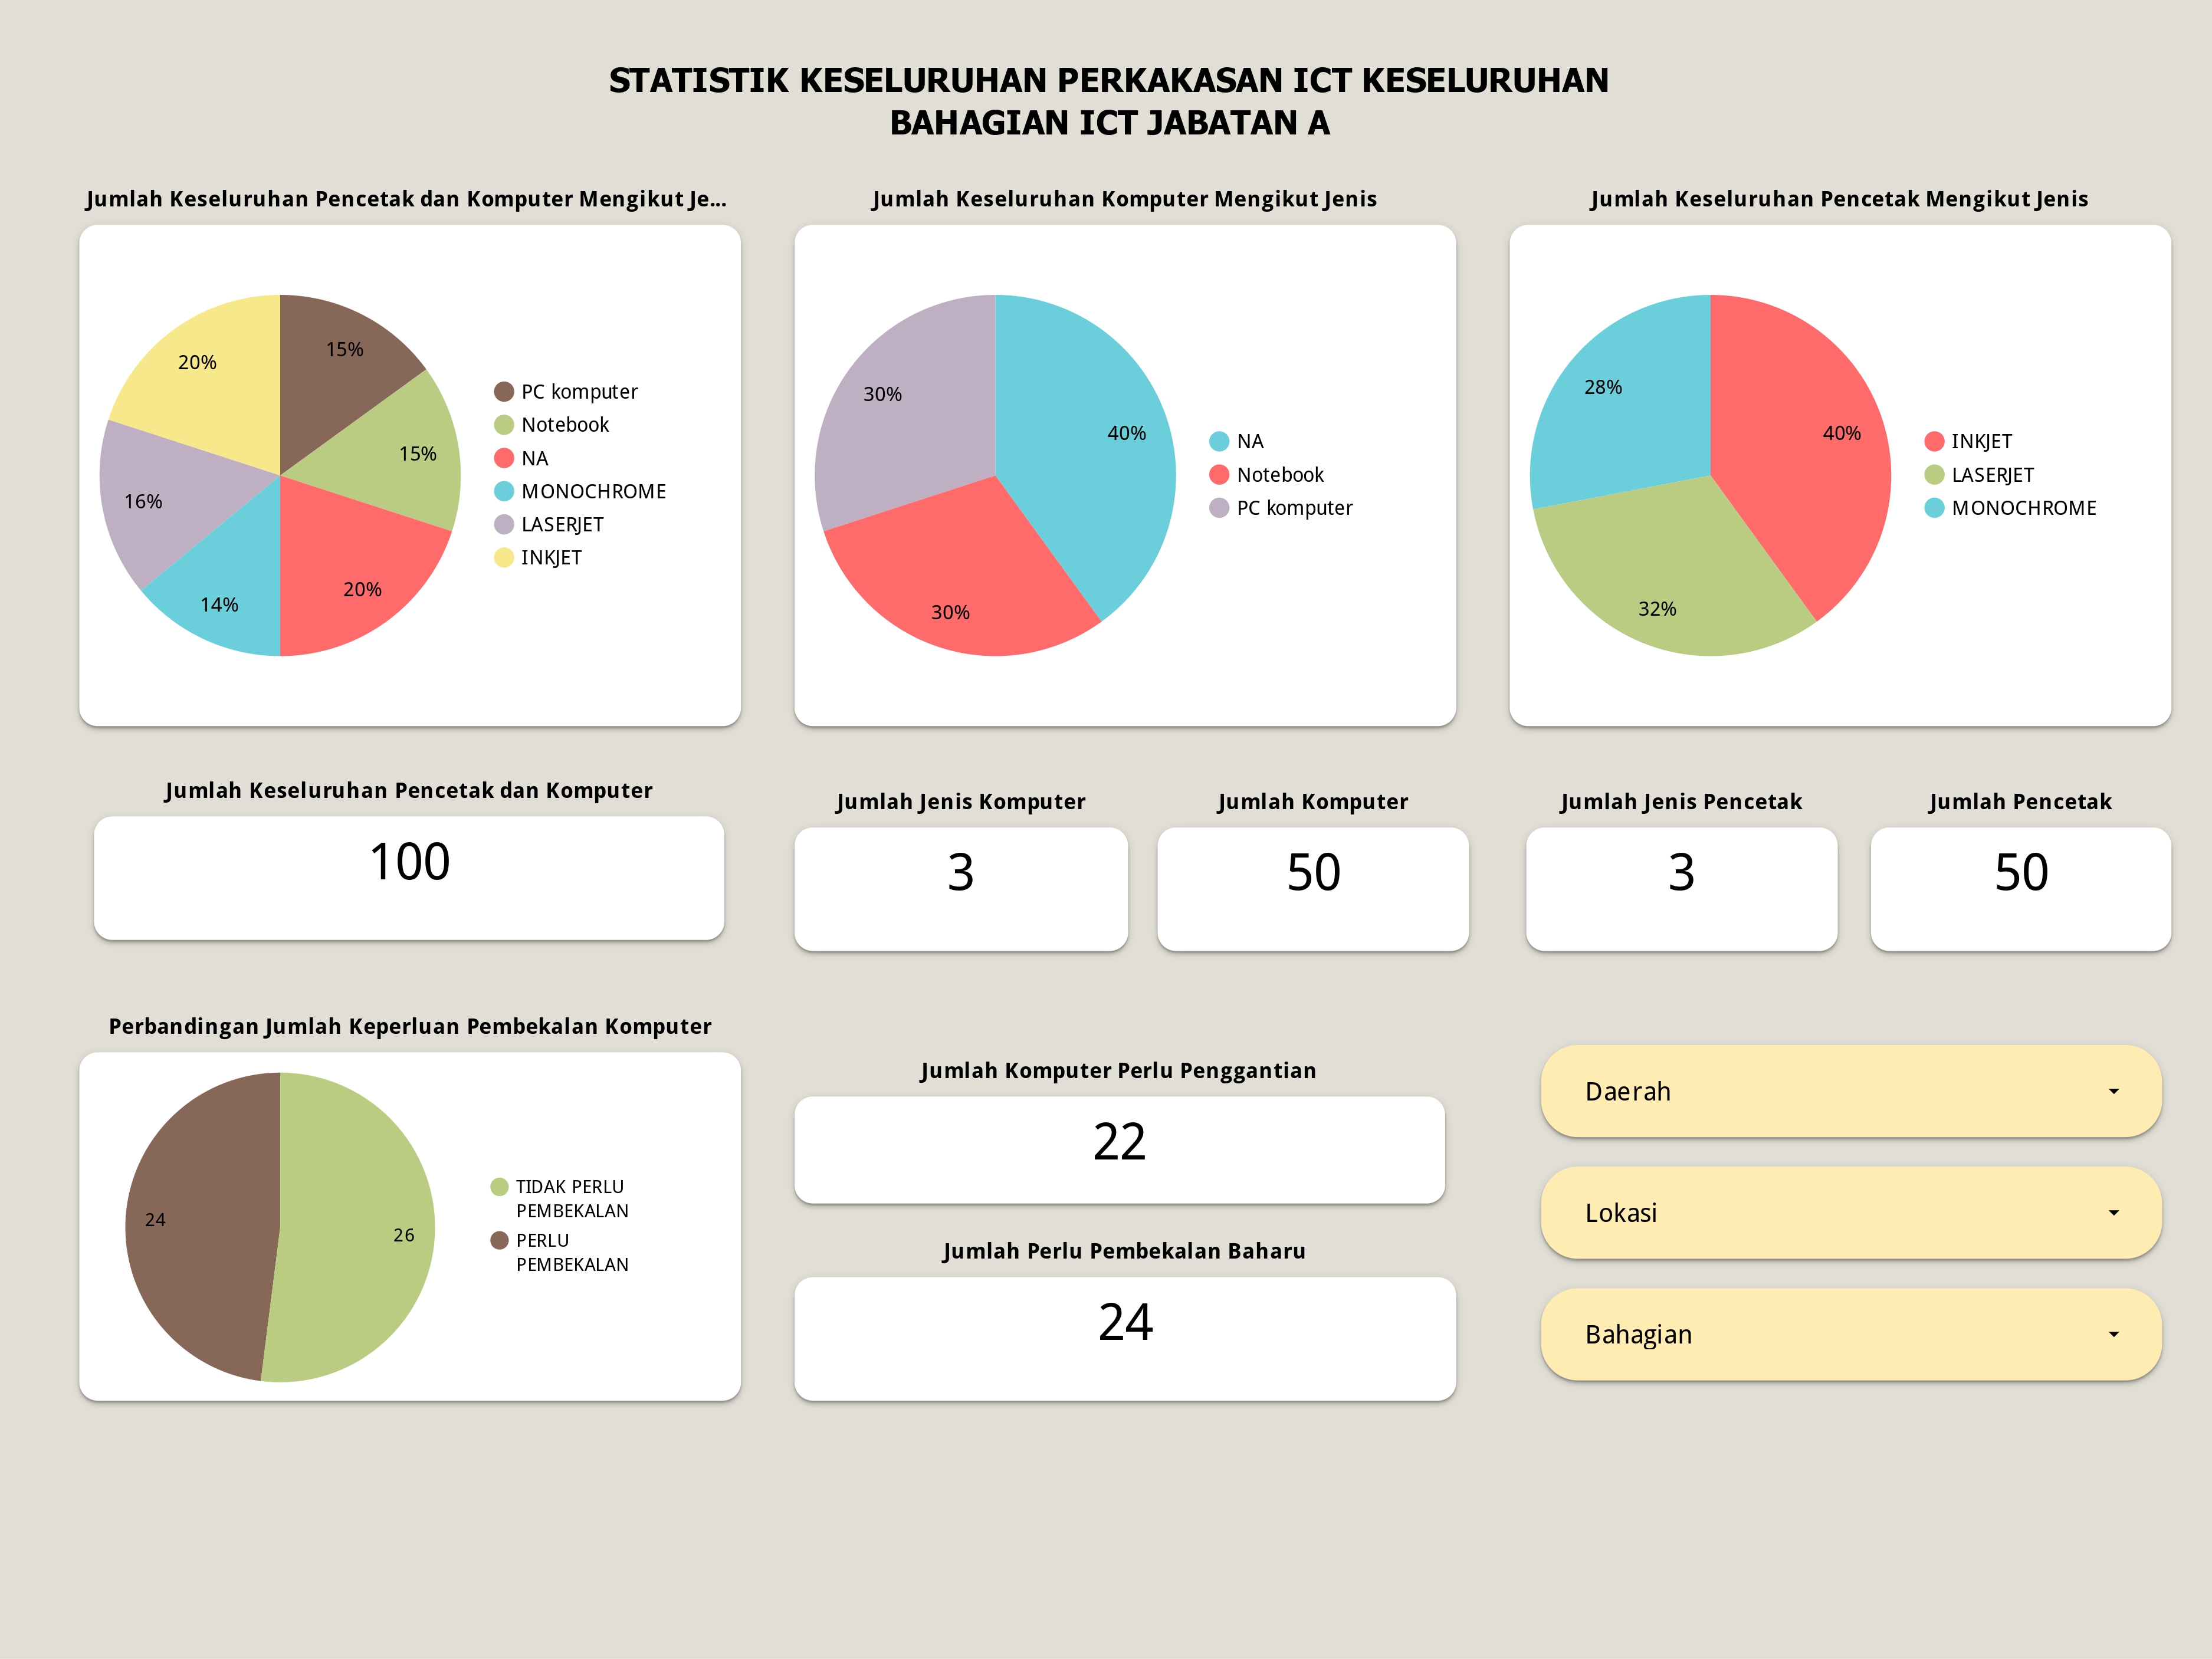 STATISTIK KESELURUHAN PERKAKASAN ICT KESELURUHAN
BAHAGIAN ICT JABATAN A
Jumlah Keseluruhan Pencetak dan Komputer Mengikut Je...
15%
15%
20%
14%
16%
20%
PC komputer
Notebook
NA
MONOCHROME
LASERJET
INKJET
Jumlah Keseluruhan Komputer Mengikut Jenis
40%
30%
30%
NA
Notebook
PC komputer
Jumlah Keseluruhan Pencetak Mengikut Jenis
40%
32%
28%
INKJET
LASERJET
MONOCHROME
Jumlah Keseluruhan Pencetak dan Komputer
100
Jumlah Jenis Komputer
3
Jumlah Komputer
50
Jumlah Jenis Pencetak
3
Jumlah Pencetak
50
Perbandingan Jumlah Keperluan Pembekalan Komputer
24
26
TIDAK PERLU
PEMBEKALAN
PERLU
PEMBEKALAN
Jumlah Komputer Perlu Penggantian
22
Jumlah Perlu Pembekalan Baharu
24
Daerah
Lokasi
Bahagian